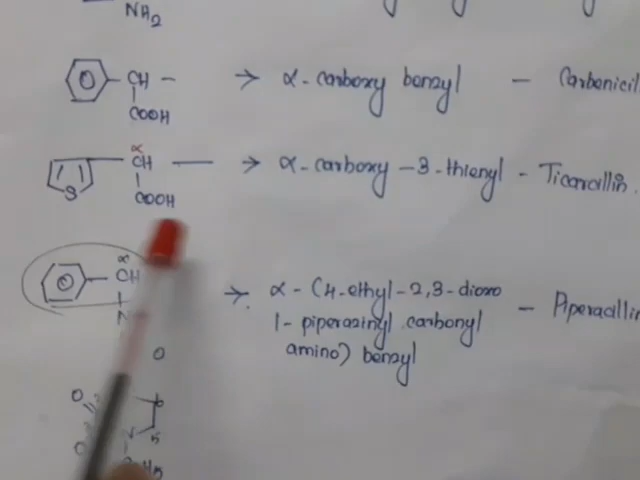 NH2
CH - → α - carboxy benzyl - Carbenicil
COOH
α
CH → α - carboxy - 3 - thienyl - Ticarcillin.
S
COOH
α
CH → α - (4-ethyl - 2,3 - dioxo - Piperacillin
1 - piperazinyl carbonyl
amino) benzyl
O
O
O